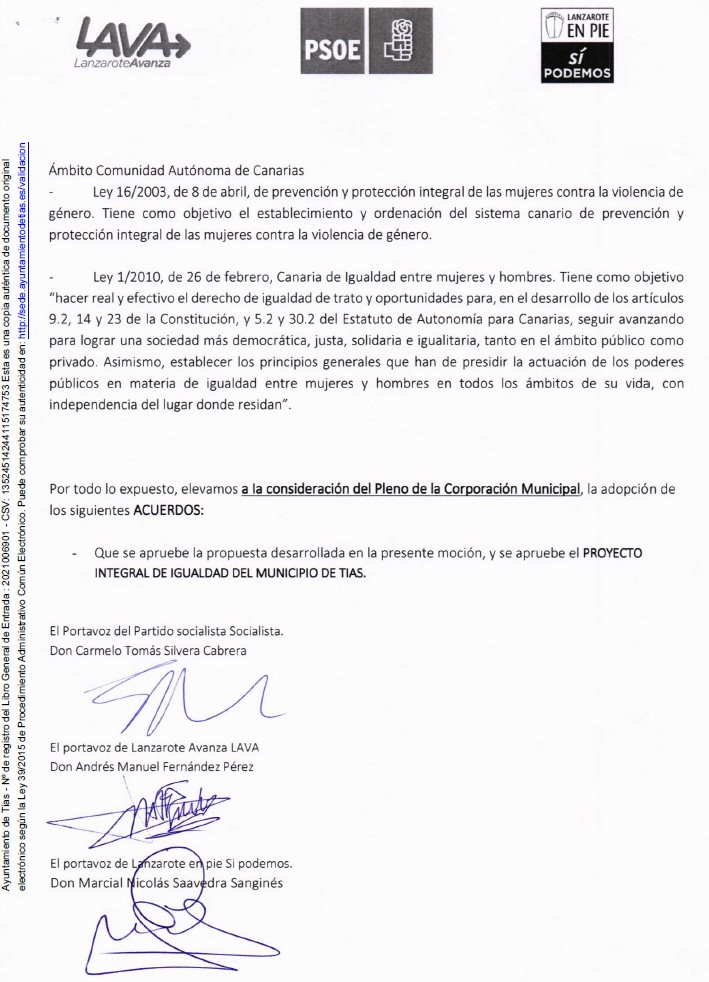 LAVA
LanzaroteAvanza
PSOE
LANZAROTE
EN PIE
SÍ
PODEMOS
Ámbito Comunidad Autónoma de Canarias
- Ley 16/2003, de 8 de abril, de prevención y protección integral de las mujeres contra la violencia de
género. Tiene como objetivo el establecimiento y ordenación del sistema canario de prevención y
protección integral de las mujeres contra la violencia de género.
- Ley 1/2010, de 26 de febrero, Canaria de Igualdad entre mujeres y hombres. Tiene como objetivo
“hacer real y efectivo el derecho de igualdad de trato y oportunidades para, en el desarrollo de los artículos
9.2, 14 y 23 de la Constitución, y 5.2 y 30.2 del Estatuto de Autonomía para Canarias, seguir avanzando
para lograr una sociedad más democrática, justa, solidaria e igualitaria, tanto en el ámbito público como
privado. Asimismo, establecer los principios generales que han de presidir la actuación de los poderes
públicos en materia de igualdad entre mujeres y hombres en todos los ámbitos de su vida, con
independencia del lugar donde residan”.
Por todo lo expuesto, elevamos a la consideración del Pleno de la Corporación Municipal, la adopción de
los siguientes ACUERDOS:
- Que se apruebe la propuesta desarrollada en la presente moción, y se apruebe el PROYECTO
INTEGRAL DE IGUALDAD DEL MUNICIPIO DE TIAS.
El Portavoz del Partido socialista Socialista.
Don Carmelo Tomás Silvera Cabrera
El portavoz de Lanzarote Avanza LAVA
Don Andrés Manuel Fernández Pérez
El portavoz de Lanzarote en pie Si podemos.
Don Marcial Nicolás Saavedra Sanginés
Ayuntamiento de Tías - Nº de registro del Libro General de Entrada : 2021006901 - CSV: 13524514244115174753 Esta es una copia auténtica de documento original
electrónico según la Ley 39/2015 de Procedimiento Administrativo Común Electrónico. Puede comprobar su autenticidad en: http://sede.ayuntamientodetias.es/validacion